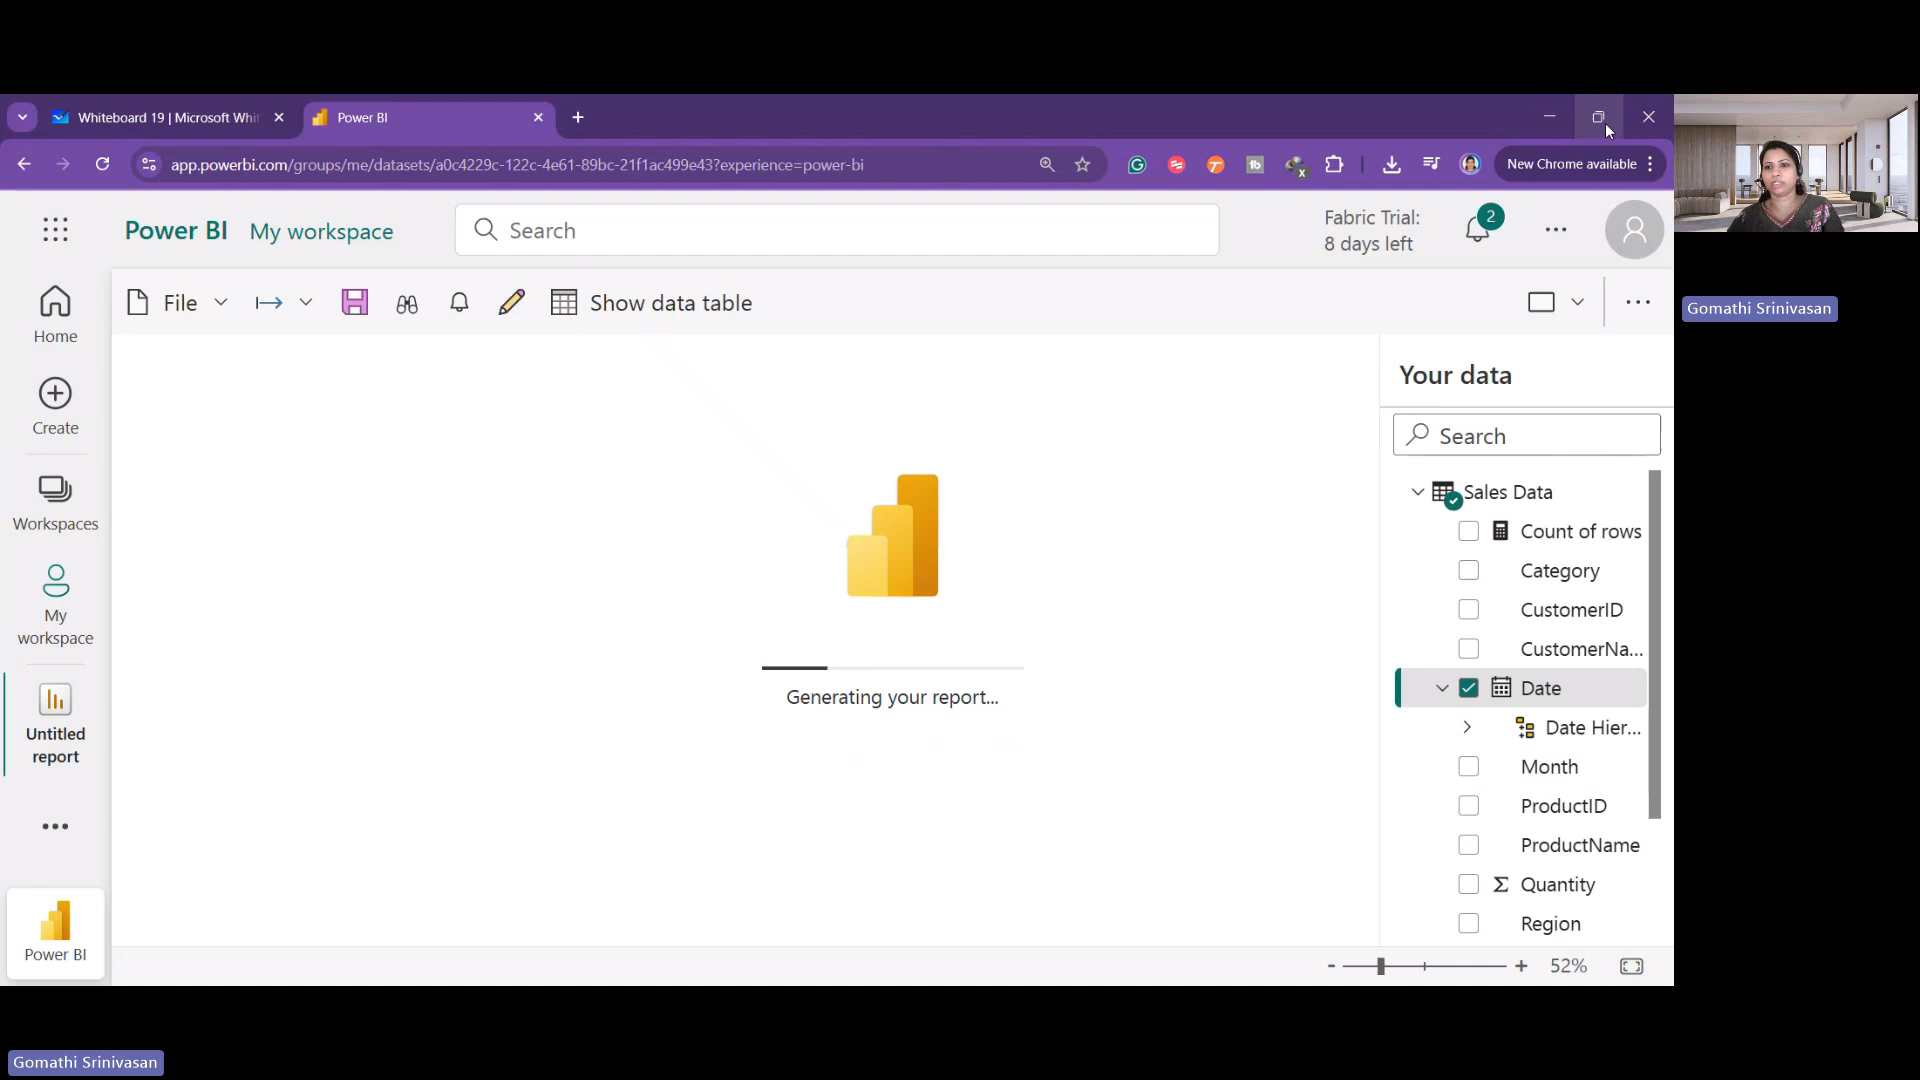 Whiteboard 19 | Microsoft Whit
Power BI
app.powerbi.com/groups/me/datasets/a0c4229c-122c-4e61-89bc-21f1ac499e43?experience=power-bi
New Chrome available
Power BI My workspace
Search
Fabric Trial:
8 days left
2
File
Show data table
Home
Create
Workspaces
My
workspace
Untitled
report
Power BI
Generating your report...
Your data
Search
Sales Data
Count of rows
Category
CustomerID
CustomerNa...
Date
Date Hier...
Month
ProductID
ProductName
Quantity
Region
- + 52%
Gomathi Srinivasan
Gomathi Srinivasan